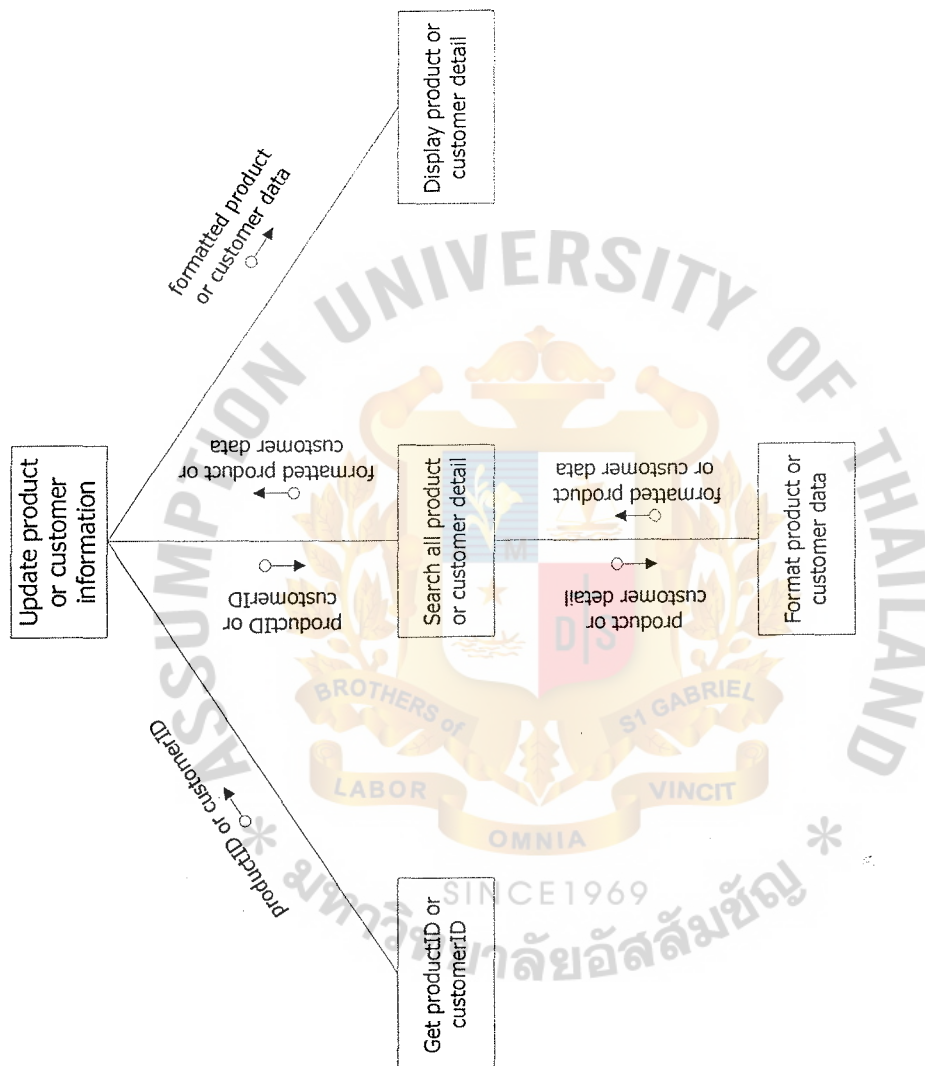 Update product
or customer
information
productID or customerID
productID or
customerID
formatted product or
customer data
formatted product
or customer data
Get productID or
customerID
Search all product
or customer detail
Display product or
customer detail
product or
customer detail
formatted product
or customer data
Format product or
customer data
ASSUMPTION UNIVERSITY OF THAILAND
M
D S
BROTHERS of
S1 GABRIEL
LABOR
OMNIA
VINCIT
SINCE1969
* มหาวิทยาลัยอัสสัมชัญ *